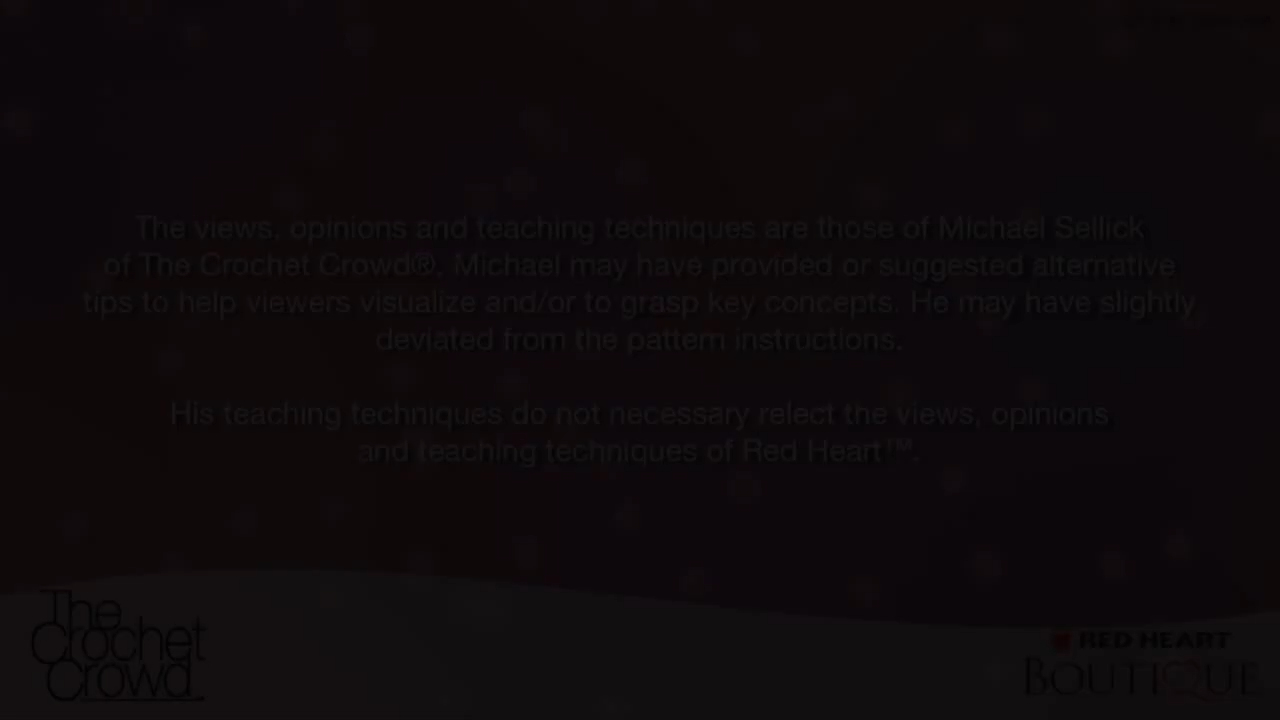 The views, opinions and teaching techniques are those of Michael Sellick
of The Crochet Crowd®. Michael may have provided or suggested alternative
tips to help viewers visualize and/or to grasp key concepts. He may have slightly
deviated from the pattern instructions.
His teaching techniques do not necessary relect the views, opinions
and teaching techniques of Red Heart™.
The
Crochet
Crowd
RED HEART
BOUTIQUE